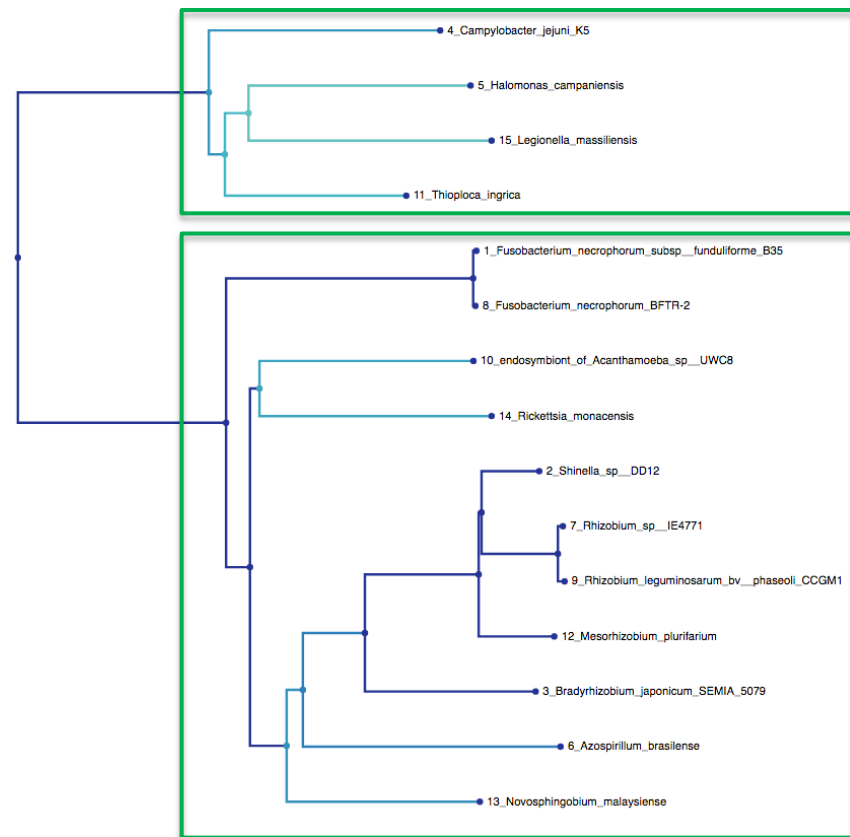 4_Campylobacter_jejuni_K5
5_Halomonas_campaniensis
15_Legionella_massiliensis
11_Thioploca_ingrica
1_Fusobacterium_necrophorum_subsp__funduliforme_B35
8_Fusobacterium_necrophorum_BFTR-2
10_endosymbiont_of_Acanthamoeba_sp__UWC8
14_Rickettsia_monacensis
2_Shinella_sp__DD12
7_Rhizobium_sp__IE4771
9_Rhizobium_leguminosarum_bv__phaseoli_CCGM1
12_Mesorhizobium_plurifarium
3_Bradyrhizobium_japonicum_SEMIA_5079
6_Azospirillum_brasilense
13_Novosphingobium_malaysiense